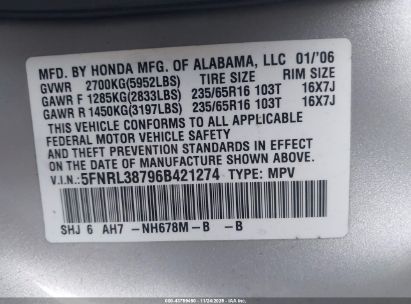 MFD. BY HONDA MFG. OF ALABAMA, LLC 01/'06
GVWR 2700KG(5952LBS) TIRE SIZE RIM SIZE
GAWR F 1285KG(2833LBS) 235/65R16 103T 16X7J
GAWR R 1450KG(3197LBS) 235/65R16 103T 16X7J
THIS VEHICLE CONFORMS TO ALL APPLICABLE
FEDERAL MOTOR VEHICLE SAFETY
AND THEFT PREVENTION STANDARDS IN EFFECT
ON THE DATE OF MANUFACTURE SHOWN ABOVE.
V.I.N.: 5FNRL38796B421274 TYPE: MPV
SHJ 6 AH7 -NH678M-B -B